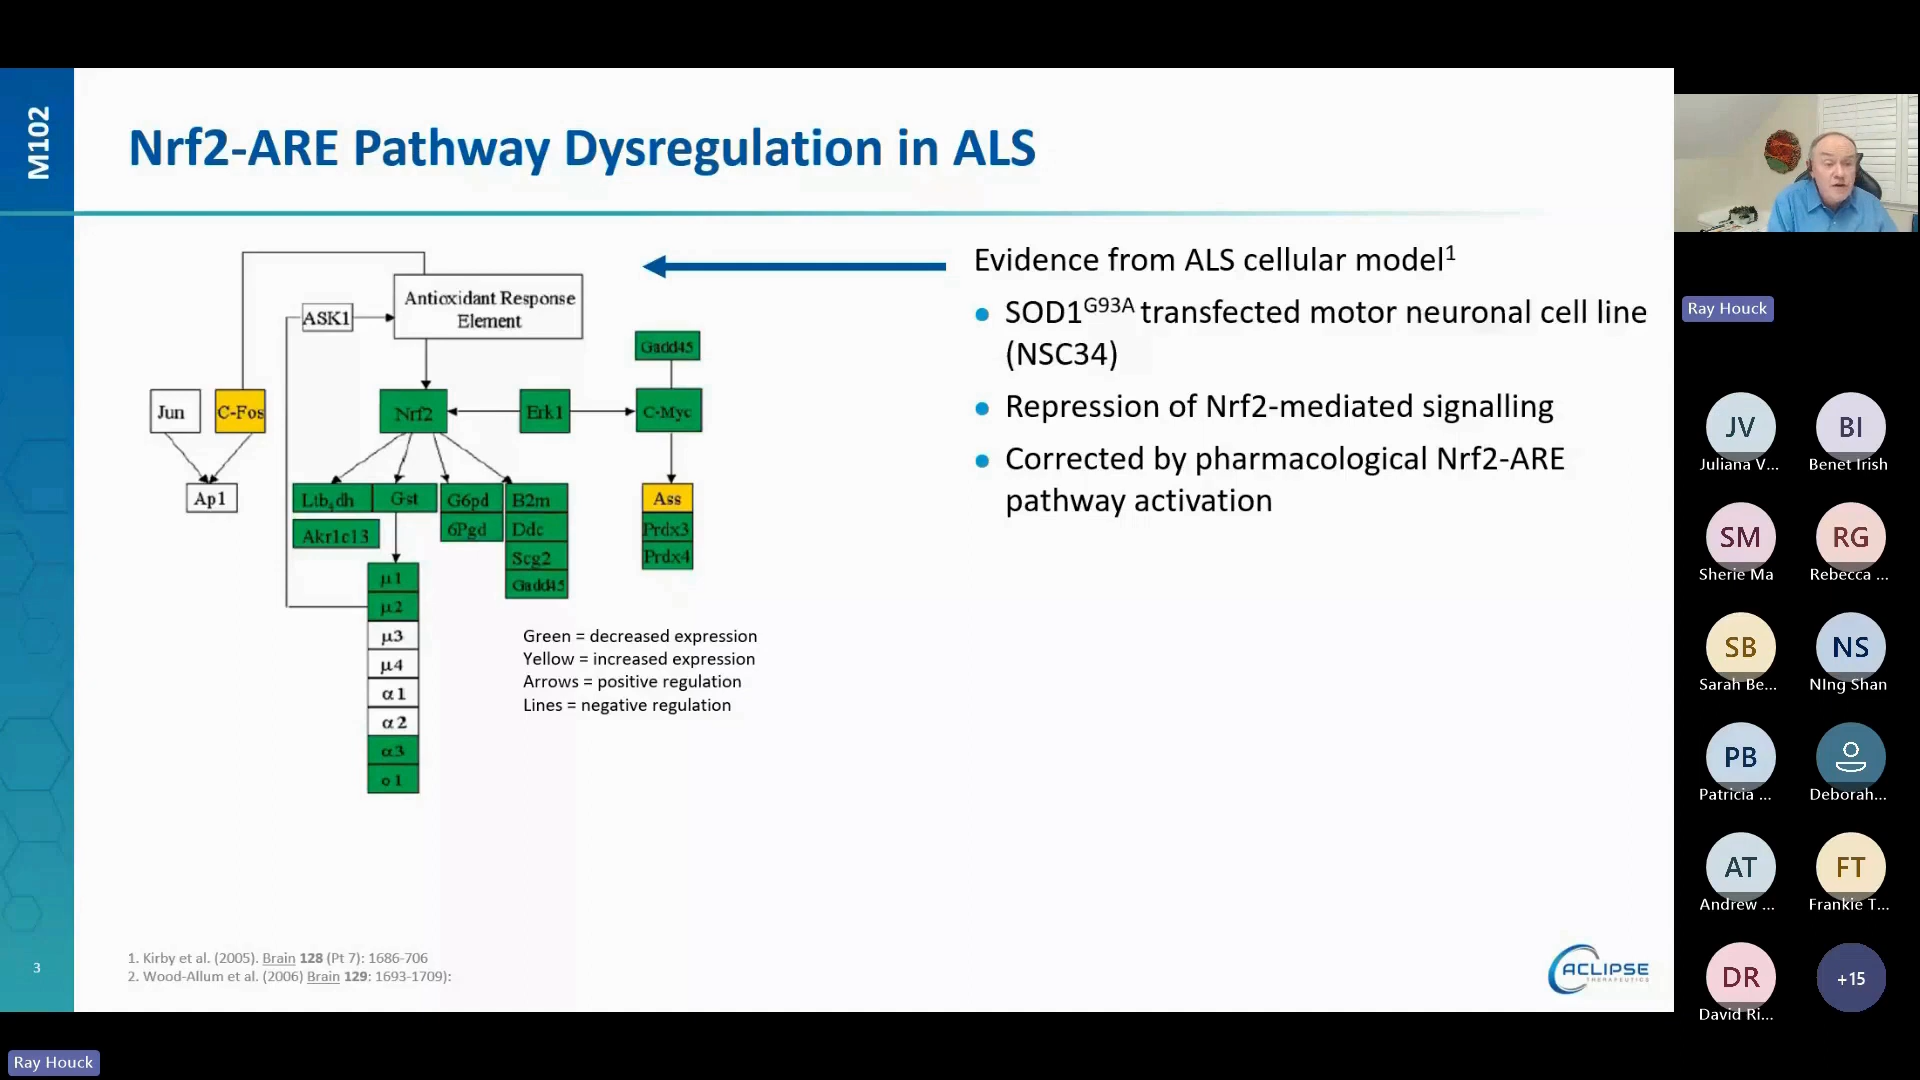 M102
Nrf2-ARE Pathway Dysregulation in ALS
Antioxidant Response
Element
ASK1
Gadd45
Jun
C-Fos
Nrf2
Erk1
C-Myc
Ap1
Ltb4dh
Gst
G6pd
B2m
Ass
Akr1c13
6Pgd
Ddc
Prdx3
Scg2
Prdx4
Gadd45
µ1
µ2
µ3
µ4
α1
α2
α3
o1
Green = decreased expression
Yellow = increased expression
Arrows = positive regulation
Lines = negative regulation
Evidence from ALS cellular model1
• SOD1G93A transfected motor neuronal cell line
(NSC34)
• Repression of Nrf2-mediated signalling
• Corrected by pharmacological Nrf2-ARE
pathway activation
1. Kirby et al. (2005). Brain 128 (Pt 7): 1686-706
2. Wood-Allum et al. (2006) Brain 129: 1693-1709):
3
ACLIPSE
THERAPEUTICS
Ray Houck
JV
Juliana V...
BI
Benet Irish
SM
Sherie Ma
RG
Rebecca ...
SB
Sarah Be...
NS
NIng Shan
PB
Patricia ...
Deborah...
AT
Andrew ...
FT
Frankie T...
DR
David Ri...
+15
Ray Houck